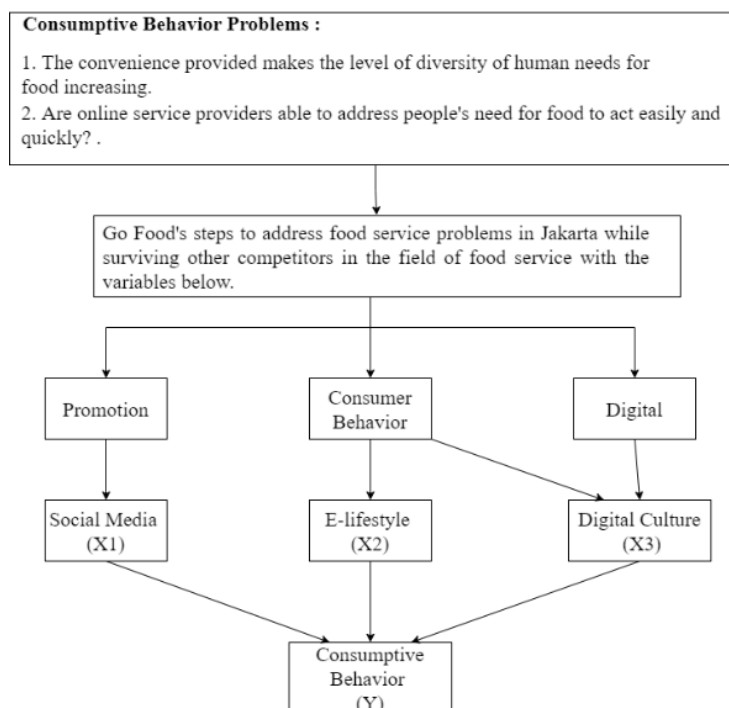 Consumptive Behavior Problems :
1. The convenience provided makes the level of diversity of human needs for
food increasing.
2. Are online service providers able to address people's need for food to act easily and
quickly? .
Go Food's steps to address food service problems in Jakarta while
surviving other competitors in the field of food service with the
variables below.
Promotion
Consumer
Behavior
Digital
Social Media
(X1)
E-lifestyle
(X2)
Digital Culture
(X3)
Consumptive
Behavior
(Y)